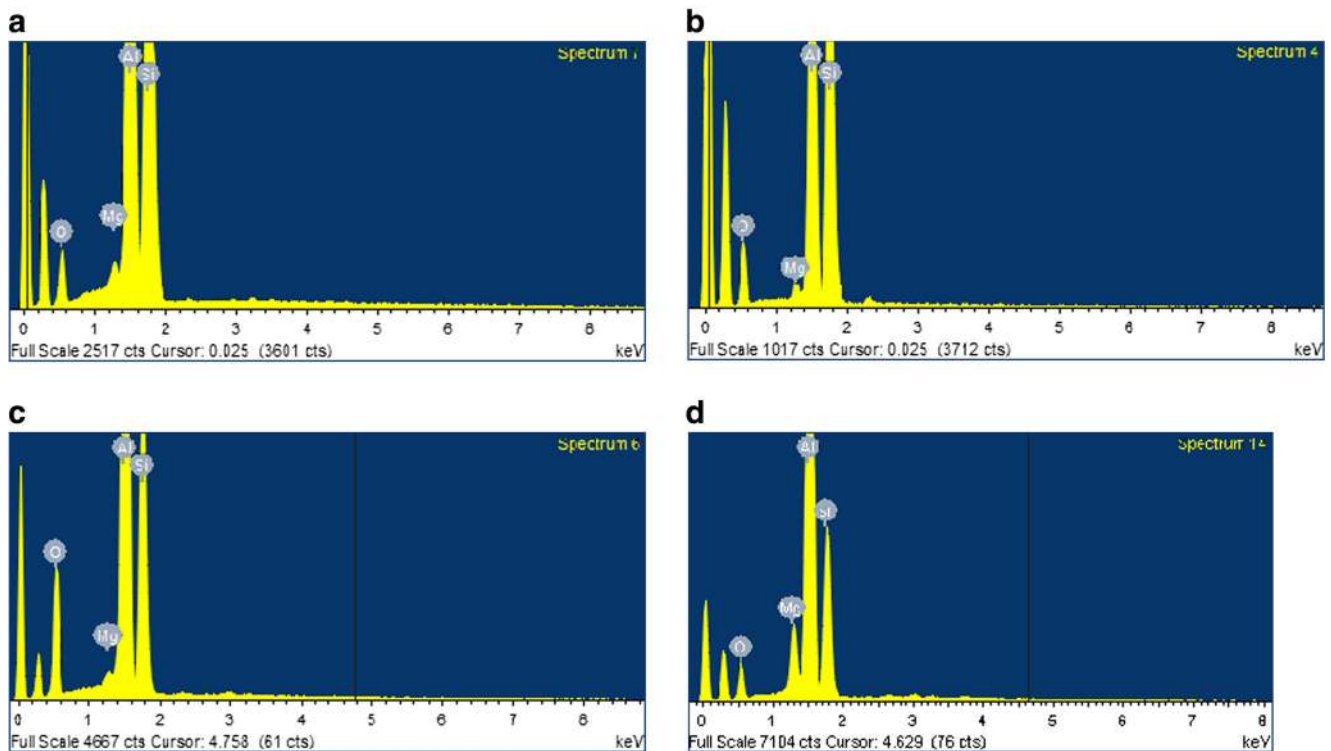 a
Spectrum 7
Al
Si
Mg
O
0 1 2 3 4 5 6 7 8
Full Scale 2517 cts Cursor: 0.025 (3601 cts) keV
b
Spectrum 4
Al
Si
O
Mg
0 1 2 3 4 5 6 7 8
Full Scale 1017 cts Cursor: 0.025 (3712 cts) keV
c
Spectrum 6
Al
Si
O
Mg
0 1 2 3 4 5 6 7 8
Full Scale 4667 cts Cursor: 4.758 (61 cts) keV
d
Spectrum 14
Al
Si
Mg
O
0 1 2 3 4 5 6 7 8
Full Scale 7104 cts Cursor: 4.629 (76 cts) keV